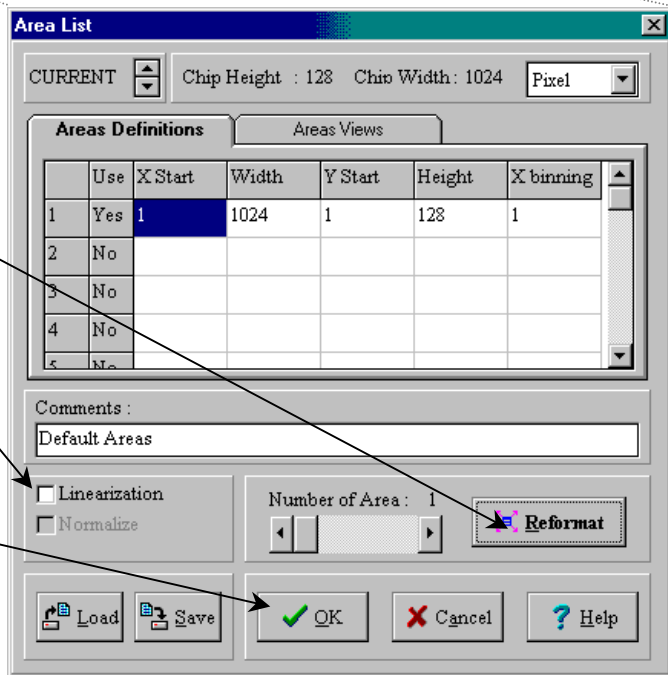 Area List
CURRENT Chip Height : 128 Chip Width : 1024 Pixel
Areas Definitions Areas Views
Use X Start Width Y Start Height X binning
1 Yes 1 1024 1 128 1
2 No
3 No
4 No
5 No
Comments :
Default Areas
Linearization
Normalize
Number of Area : 1
Reformat
Load Save OK Cancel Help